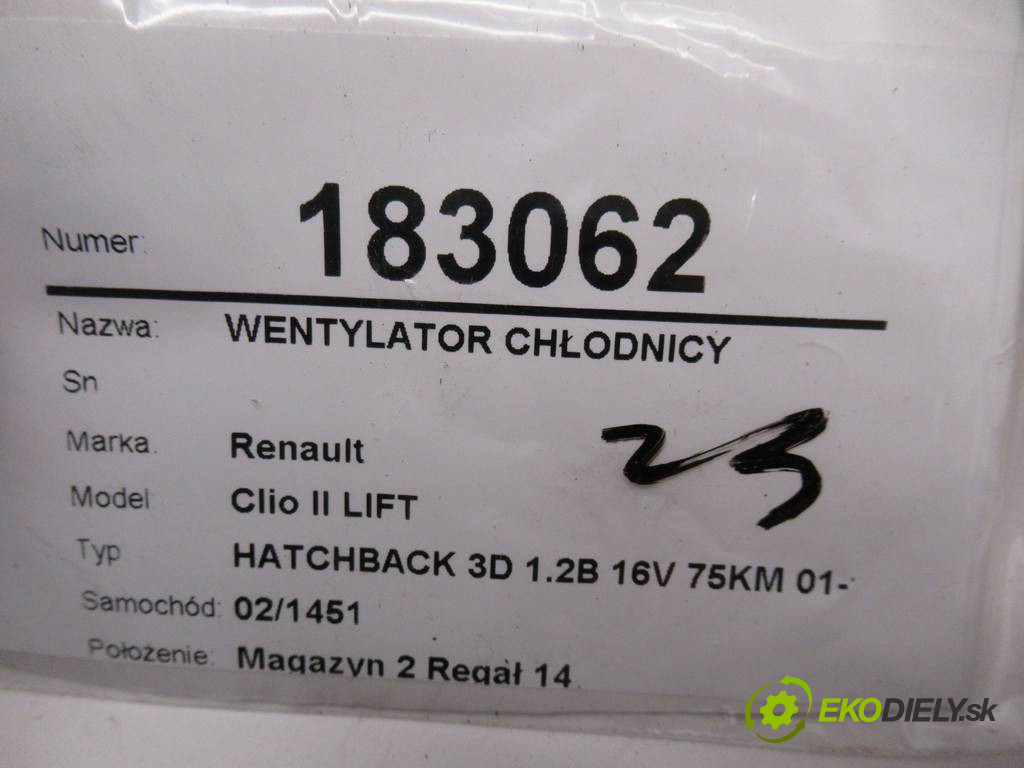 Numer: 183062
Nazwa: WENTYLATOR CHŁODNICY
Sn
Marka. Renault
Model Clio II LIFT
Typ HATCHBACK 3D 1.2B 16V 75KM 01-
Samochód: 02/1451
Położenie: Magazyn 2 Regał 14
23
EKODIELY.sk